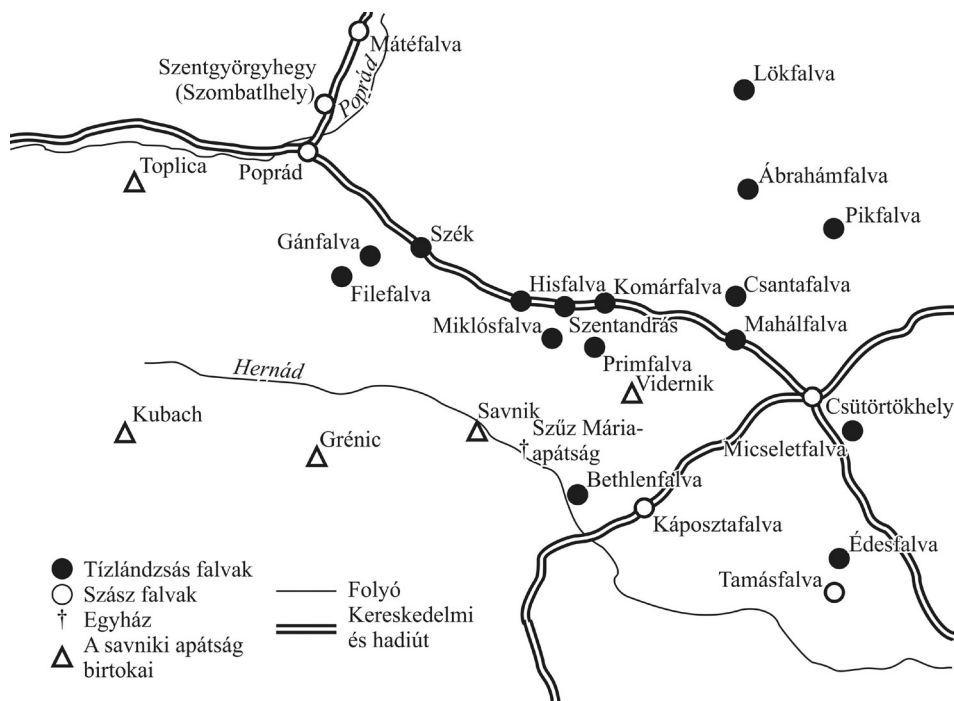 Mátéfalva
Szentgyörgyhegy
(Szombatlhely)
Poprád
Lökfalva
Toplica
Poprád
Ábrahámfalva
Pikfalva
Gánfalva
Szék
Filefalva
Hisfalva
Komárfalva
Csantafalva
Miklósfalva
Szentandrás
Mahálfalva
Primfalva
Hernád
Vidernik
Kubach
Savnik
Csütörtökhely
Grénic
Szűz Mária-
apátság
Micseletfalva
Bethlenfalva
Káposztafalva
Édesfalva
Tamásfalva
Tízlándzsás falvak
Szász falvak
Egyház
A savniki apátság
birtokai
Folyó
Kereskedelmi
és hadiút